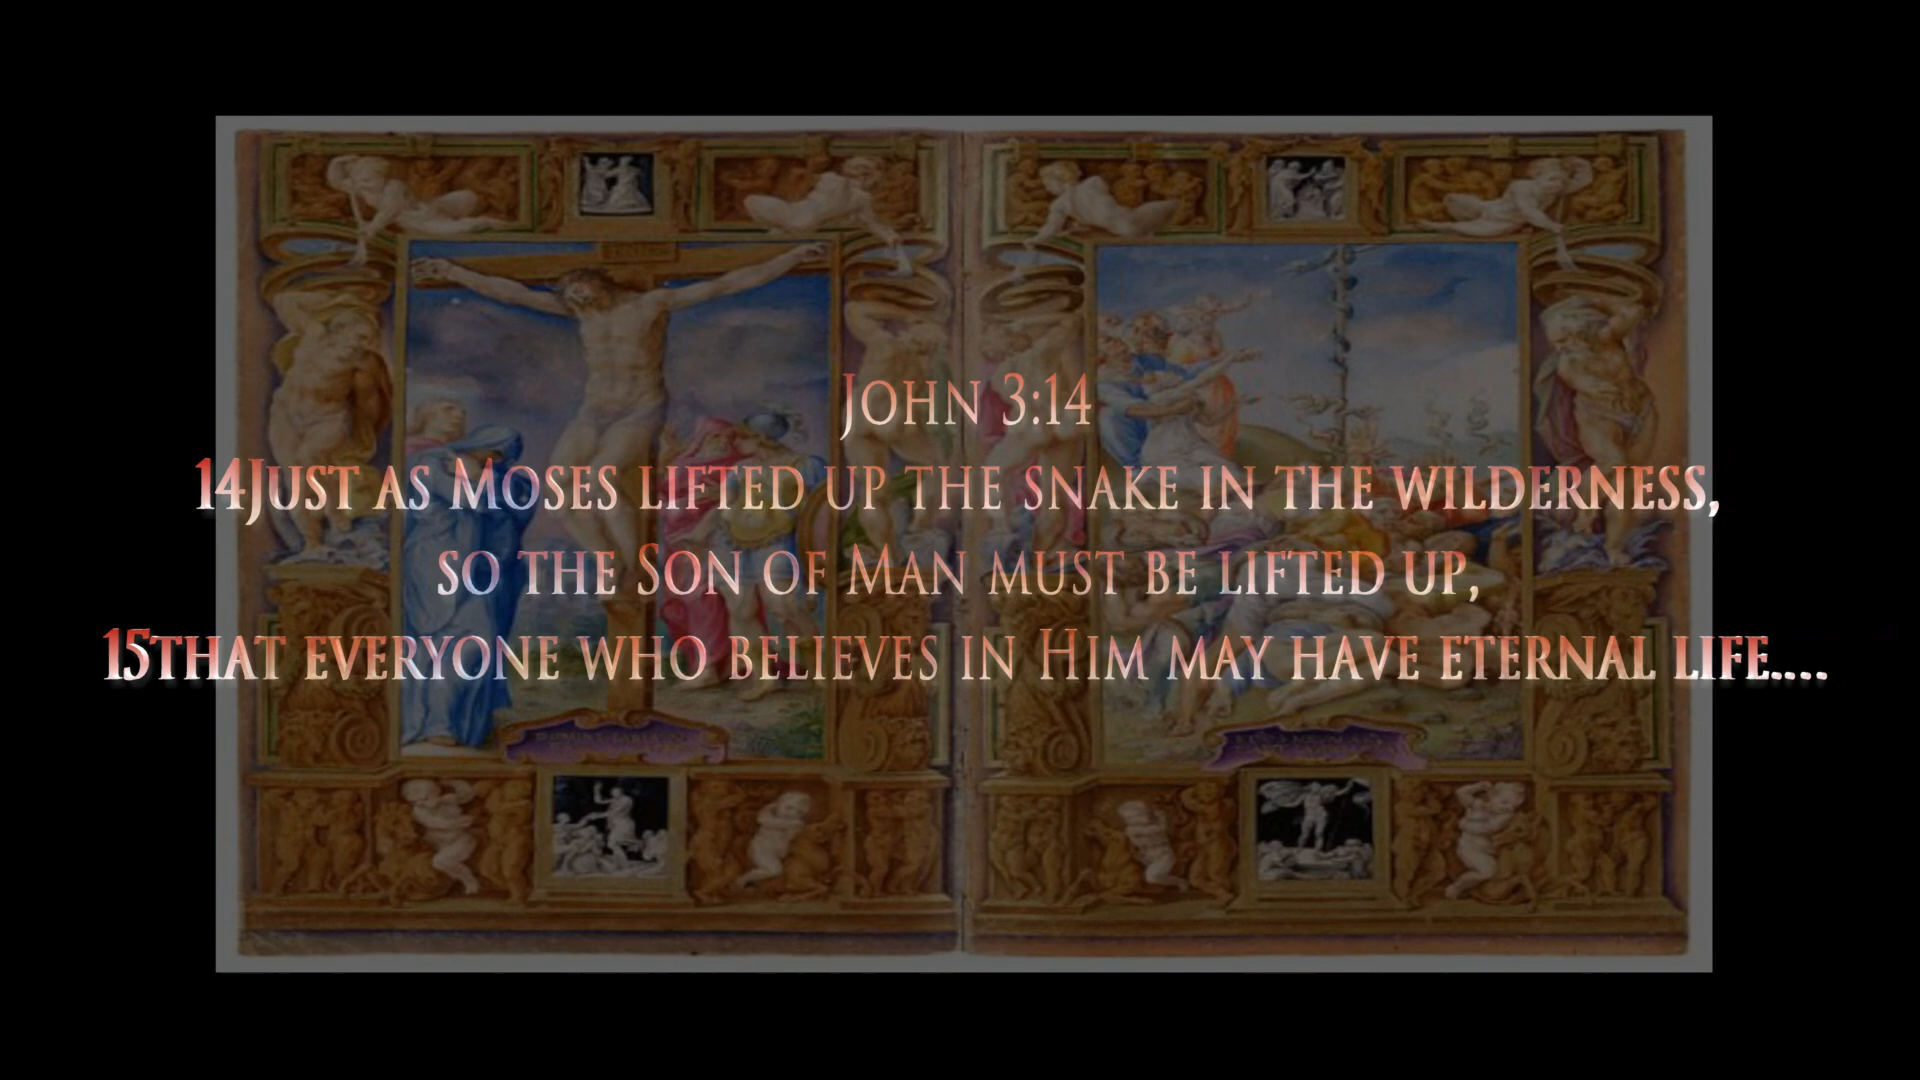 John 3:14
14Just as Moses lifted up the snake in the wilderness,
so the Son of Man must be lifted up,
15that everyone who believes in Him may have eternal life....